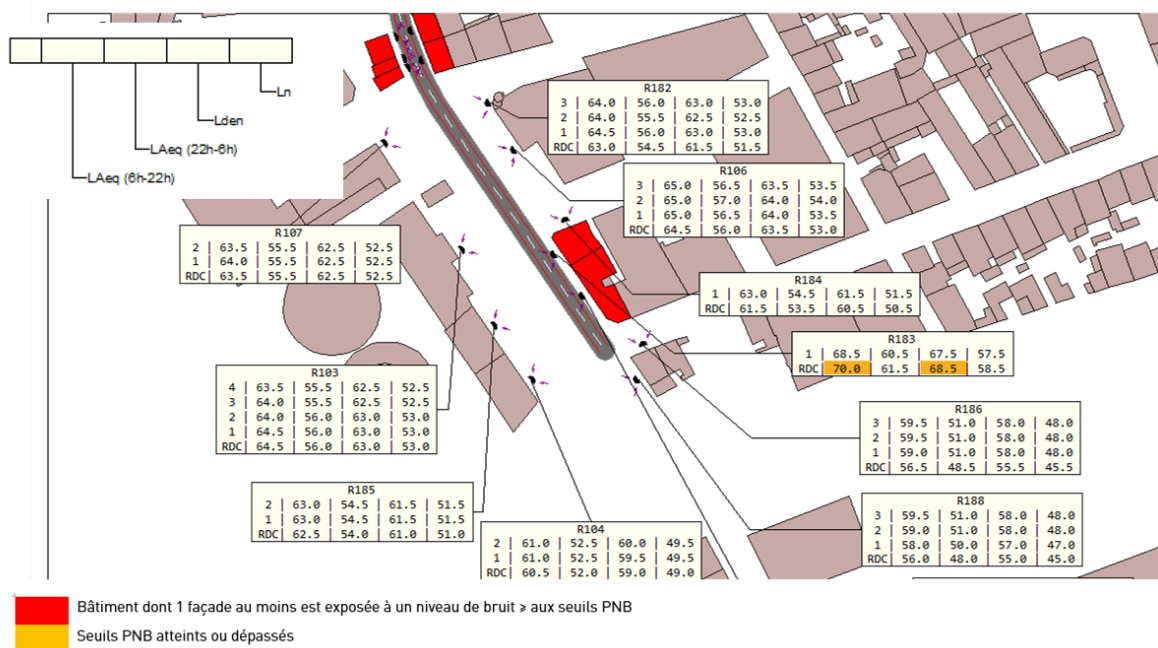 Ln
Lden
LAeq (22h-6h)
LAeq (6h-22h)
R182
3 | 64.0 | 56.0 | 63.0 | 53.0
2 | 64.0 | 55.5 | 62.5 | 52.5
1 | 64.5 | 56.0 | 63.0 | 53.0
RDC| 63.0 | 54.5 | 61.5 | 51.5
R106
3 | 65.0 | 56.5 | 63.5 | 53.5
2 | 65.0 | 57.0 | 64.0 | 54.0
1 | 65.0 | 56.5 | 64.0 | 53.5
RDC| 64.5 | 56.0 | 63.5 | 53.0
R107
2 | 63.5 | 55.5 | 62.5 | 52.5
1 | 64.0 | 55.5 | 62.5 | 52.5
RDC| 63.5 | 55.5 | 62.5 | 52.5
R184
1 | 63.0 | 54.5 | 61.5 | 51.5
RDC| 61.5 | 53.5 | 60.5 | 50.5
R183
1 | 68.5 | 60.5 | 67.5 | 57.5
RDC| 70.0 | 61.5 | 68.5 | 58.5
R103
4 | 63.5 | 55.5 | 62.5 | 52.5
3 | 64.0 | 55.5 | 62.5 | 52.5
2 | 64.0 | 56.0 | 63.0 | 53.0
1 | 64.5 | 56.0 | 63.0 | 53.0
RDC| 64.5 | 56.0 | 63.0 | 53.0
R186
3 | 59.5 | 51.0 | 58.0 | 48.0
2 | 59.5 | 51.0 | 58.0 | 48.0
1 | 59.0 | 51.0 | 58.0 | 48.0
RDC| 56.5 | 48.5 | 55.5 | 45.5
R185
2 | 63.0 | 54.5 | 61.5 | 51.5
1 | 63.0 | 54.5 | 61.5 | 51.5
RDC| 62.5 | 54.0 | 61.0 | 51.0
R188
3 | 59.5 | 51.0 | 58.0 | 48.0
2 | 59.0 | 51.0 | 58.0 | 48.0
1 | 58.0 | 50.0 | 57.0 | 47.0
RDC| 56.0 | 48.0 | 55.0 | 45.0
R104
2 | 61.0 | 52.5 | 60.0 | 49.5
1 | 61.0 | 52.5 | 59.5 | 49.5
RDC| 60.5 | 52.0 | 59.0 | 49.0
Bâtiment dont 1 façade au moins est exposée à un niveau de bruit ≥ aux seuils PNB
Seuils PNB atteints ou dépassés